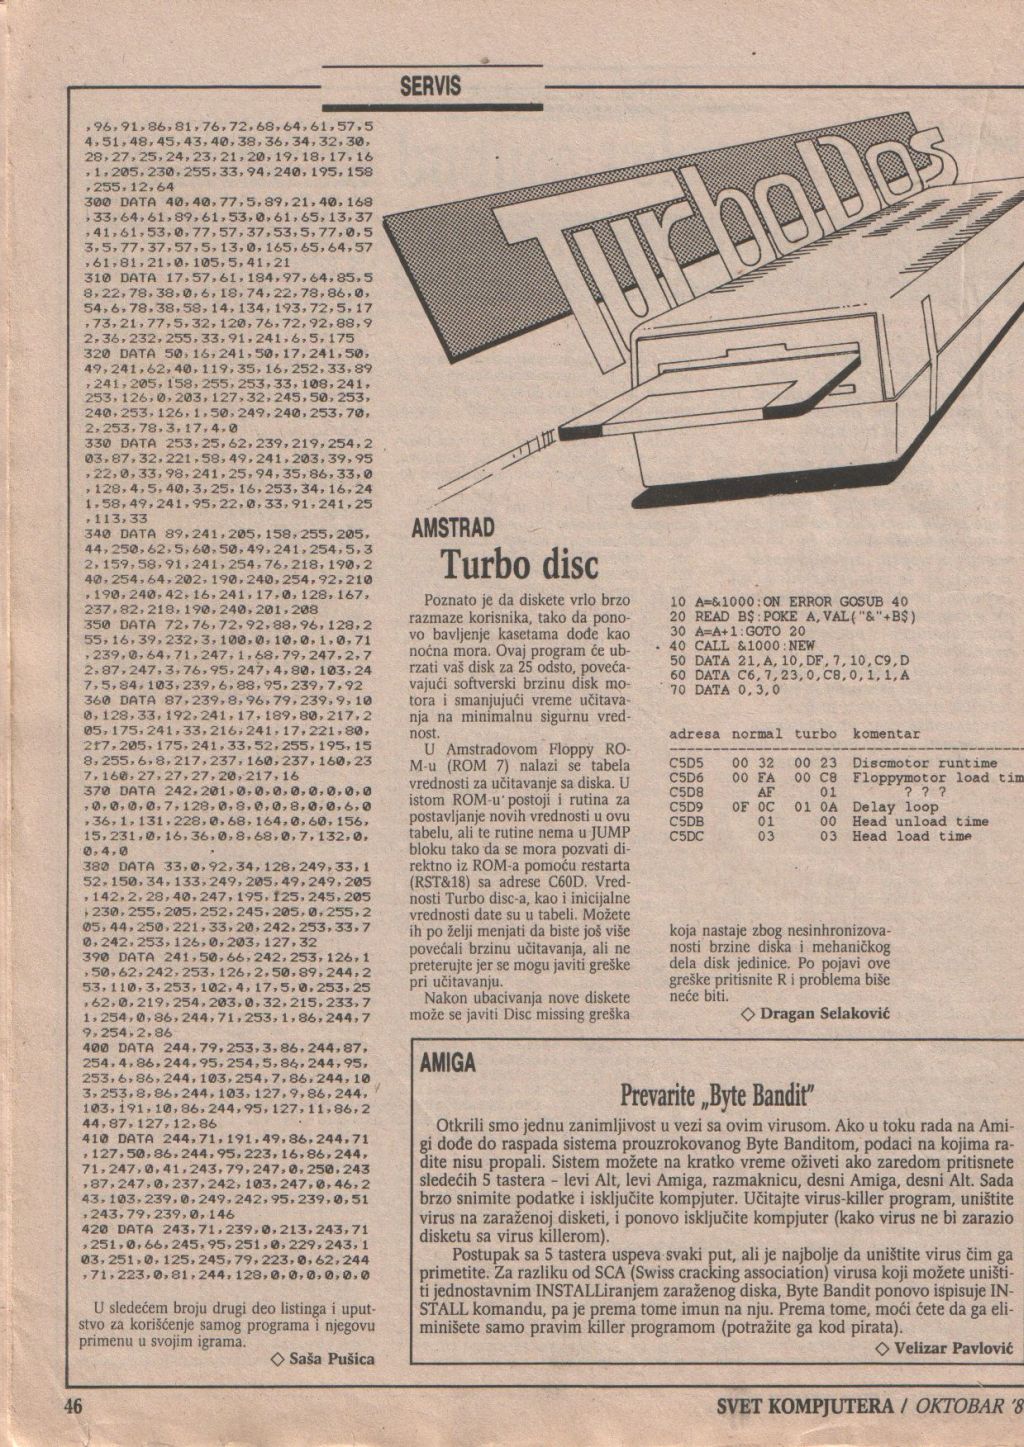 SERVIS
,96,91,86,81,76,72,68,64,61,57,5
4,51,48,45,43,40,38,36,34,32,30,
28,27,25,24,23,21,20,19,18,17,16
,1,205,230,255,33,94,240,195,158
,255,12,64
300 DATA 40,40,77,5,89,21,40,168
,33,64,61,89,61,53,0,61,65,13,37
,41,61,53,0,77,57,37,53,5,77,0,5
3,5,77,37,57,5,13,0,165,65,64,57
,61,81,21,0,105,5,41,21
310 DATA 17,57,61,184,97,64,85,5
8,22,78,38,0,6,18,74,22,78,86,0,
54,6,78,38,58,14,134,193,72,5,17
,73,21,77,5,32,120,76,72,92,88,9
2,36,232,255,33,91,241,6,5,175
320 DATA 50,16,241,50,17,241,50,
49,241,62,40,119,35,16,252,33,89
,241,205,158,255,253,33,108,241,
253,126,0,203,127,32,245,50,253,
240,253,126,1,50,249,240,253,70,
2,253,78,3,17,4,0
330 DATA 253,25,62,239,219,254,2
03,87,32,221,58,49,241,203,39,95
,22,0,33,98,241,25,94,35,86,33,0
,128,4,5,40,3,25,16,253,34,16,24
1,58,49,241,95,22,0,33,91,241,25
,113,33
340 DATA 89,241,205,158,255,205,
44,250,62,5,60,50,49,241,254,5,3
2,159,58,91,241,254,76,218,190,2
40,254,64,202,190,240,254,92,210
,190,240,42,16,241,17,0,128,167,
237,82,218,190,240,201,208
350 DATA 72,76,72,92,88,96,128,2
55,16,39,232,3,100,0,10,0,1,0,71
,239,0,64,71,247,1,68,79,247,2,7
2,87,247,3,76,95,247,4,80,103,24
7,5,84,103,239,6,88,95,239,7,92
360 DATA 87,239,8,96,79,239,9,10
0,128,33,192,241,17,189,80,217,2
05,175,241,33,216,241,17,221,80,
217,205,175,241,33,52,255,195,15
8,255,6,8,217,237,160,237,160,23
7,160,27,27,27,20,217,16
370 DATA 242,201,0,0,0,0,0,0,0,0
,0,0,0,0,7,128,0,8,0,0,8,0,0,6,0
,36,1,131,228,0,68,164,0,60,156,
15,231,0,16,36,0,8,68,0,7,132,0,
0,4,0
380 DATA 33,0,92,34,128,249,33,1
52,150,34,133,249,205,49,249,205
,142,2,28,40,247,195,125,245,205
,230,255,205,252,245,205,0,255,2
05,44,250,221,33,20,242,253,33,7
0,242,253,126,0,203,127,32
390 DATA 241,50,66,242,253,126,1
,50,62,242,253,126,2,50,89,244,2
53,110,3,253,102,4,17,5,0,253,25
,62,0,219,254,203,0,32,215,233,7
1,254,0,86,244,71,253,1,86,244,7
9,254,2,86
400 DATA 244,79,253,3,86,244,87,
254,4,86,244,95,254,5,86,244,95,
253,6,86,244,103,254,7,86,244,10
3,253,8,86,244,103,127,9,86,244,
103,191,10,86,244,95,127,11,86,2
44,87,127,12,86
410 DATA 244,71,191,49,86,244,71
,127,50,86,244,95,223,16,86,244,
71,247,0,41,243,79,247,0,250,243
,87,247,0,237,242,103,247,0,46,2
43,103,239,0,249,242,95,239,0,51
,243,79,239,0,146
420 DATA 243,71,239,0,213,243,71
,251,0,66,245,95,251,0,229,243,1
03,251,0,125,245,79,223,0,62,244
,71,223,0,81,244,128,0,0,0,0,0,0
U sledećem broju drugi deo listinga i uput-
stvo za korišćenje samog programa i njegovu
primenu u svojim igrama.
◇ Saša Pušica
TurboDos
AMSTRAD
Turbo disc
Poznato je da diskete vrlo brzo
razmaze korisnika, tako da pono-
vo bavljenje kasetama dođe kao
noćna mora. Ovaj program će ub-
rzati vaš disk za 25 odsto, poveća-
vajući softverski brzinu disk mo-
tora i smanjujući vreme učitava-
nja na minimalnu sigurnu vred-
nost.
U Amstradovom Floppy RO-
M-u (ROM 7) nalazi se tabela
vrednosti za učitavanje sa diska. U
istom ROM-u postoji i rutina za
postavljanje novih vrednosti u ovu
tabelu, ali te rutine nema u JUMP
bloku tako da se mora pozvati di-
rektno iz ROM-a pomoću restarta
(RST&18) sa adrese C60D. Vred-
nosti Turbo disc-a, kao i inicijalne
vrednosti date su u tabeli. Možete
ih po želji menjati da biste još više
povećali brzinu učitavanja, ali ne
preterujte jer se mogu javiti greške
pri učitavanju.
Nakon ubacivanja nove diskete
može se javiti Disc missing greška
10 A=&1000:ON ERROR GOSUB 40
20 READ B$:POKE A,VAL("&"+B$)
30 A=A+1:GOTO 20
40 CALL &1000:NEW
50 DATA 21,A,10,DF,7,10,C9,D
60 DATA C6,7,23,0,C8,0,1,1,A
70 DATA 0,3,0
adresa normal turbo komentar
C5D5 00 32 00 23 Discmotor runtime
C5D6 00 FA 00 C8 Floppymotor load tim
C5D8 AF 01 ? ? ?
C5D9 0F 0C 01 0A Delay loop
C5DB 01 00 Head unload time
C5DC 03 03 Head load time
koja nastaje zbog nesinhronizova-
nosti brzine diska i mehaničkog
dela disk jedinice. Po pojavi ove
greške pritisnite R i problema biše
neće biti.
◇ Dragan Selaković
AMIGA
Prevarite „Byte Bandit"
Otkrili smo jednu zanimljivost u vezi sa ovim virusom. Ako u toku rada na Ami-
gi dođe do raspada sistema prouzrokovanog Byte Banditom, podaci na kojima ra-
dite nisu propali. Sistem možete na kratko vreme oživeti ako zaredom pritisnete
sledećih 5 tastera – levi Alt, levi Amiga, razmaknicu, desni Amiga, desni Alt. Sada
brzo snimite podatke i isključite kompjuter. Učitajte virus-killer program, uništite
virus na zaraženoj disketi, i ponovo isključite kompjuter (kako virus ne bi zarazio
disketu sa virus killerom).
Postupak sa 5 tastera uspeva svaki put, ali je najbolje da uništite virus čim ga
primetite. Za razliku od SCA (Swiss cracking association) virusa koji možete uništi-
ti jednostavnim INSTALLiranjem zaraženog diska, Byte Bandit ponovo ispisuje IN-
STALL komandu, pa je prema tome imun na nju. Prema tome, moći ćete da ga eli-
minišete samo pravim killer programom (potražite ga kod pirata).
◇ Velizar Pavlović
46
SVET KOMPJUTERA / OKTOBAR '8